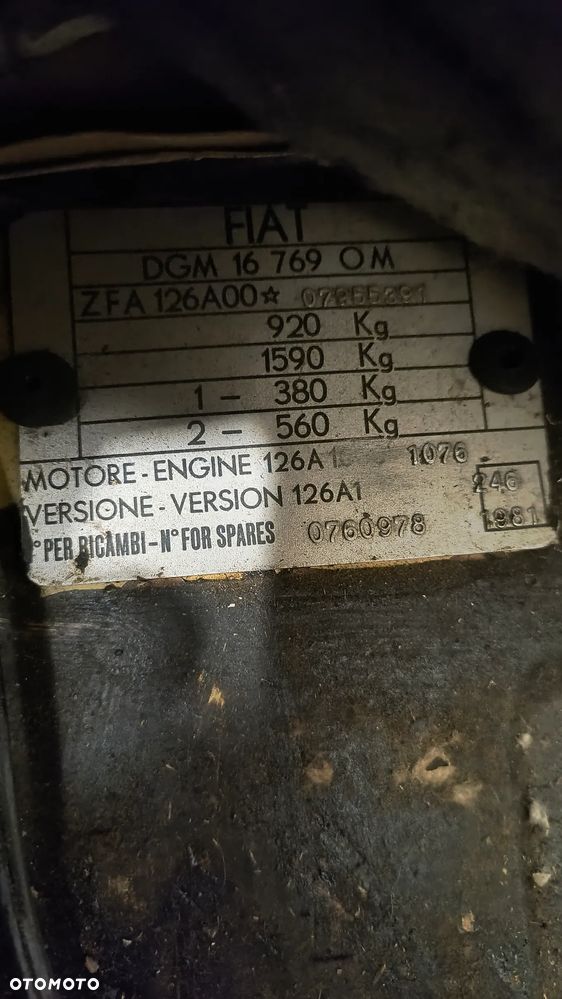 FIAT
DGM 16 769 OM
ZFA 126A00☆
920 Kg
1590 Kg
1 - 380 Kg
2 - 560 Kg
MOTORE - ENGINE 126A1 1076
VERSIONE - VERSION 126A1 246
°PER RICAMBI - N° FOR SPARES 0760978 1981
OTOMOTO